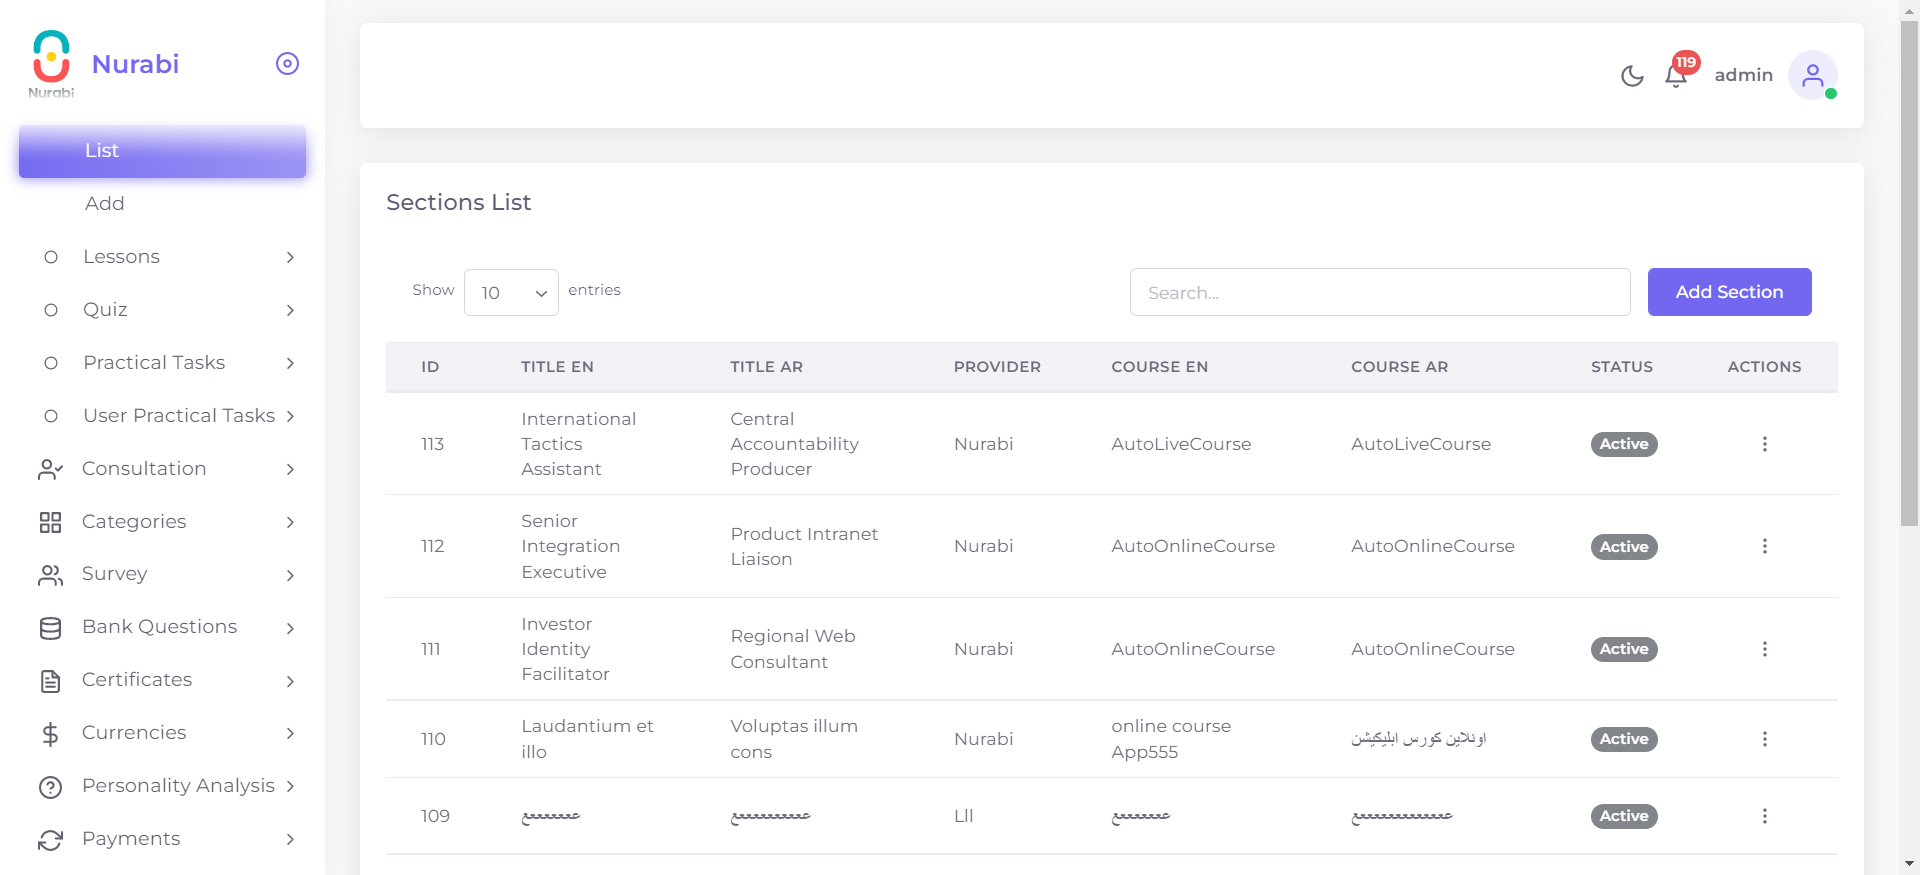 Nurabi
Nurabi
List
Add
Lessons
Quiz
Practical Tasks
User Practical Tasks
Consultation
Categories
Survey
Bank Questions
Certificates
Currencies
Personality Analysis
Payments
119
admin
Sections List
Show 10 entries
Search...
Add Section
ID TITLE EN TITLE AR PROVIDER COURSE EN COURSE AR STATUS ACTIONS
113 International Tactics Assistant Central Accountability Producer Nurabi AutoLiveCourse AutoLiveCourse Active
112 Senior Integration Executive Product Intranet Liaison Nurabi AutoOnlineCourse AutoOnlineCourse Active
111 Investor Identity Facilitator Regional Web Consultant Nurabi AutoOnlineCourse AutoOnlineCourse Active
110 Laudantium et illo Voluptas illum cons Nurabi online course App555 اونلاين كورس ابليكيشن Active
109 Lll Active